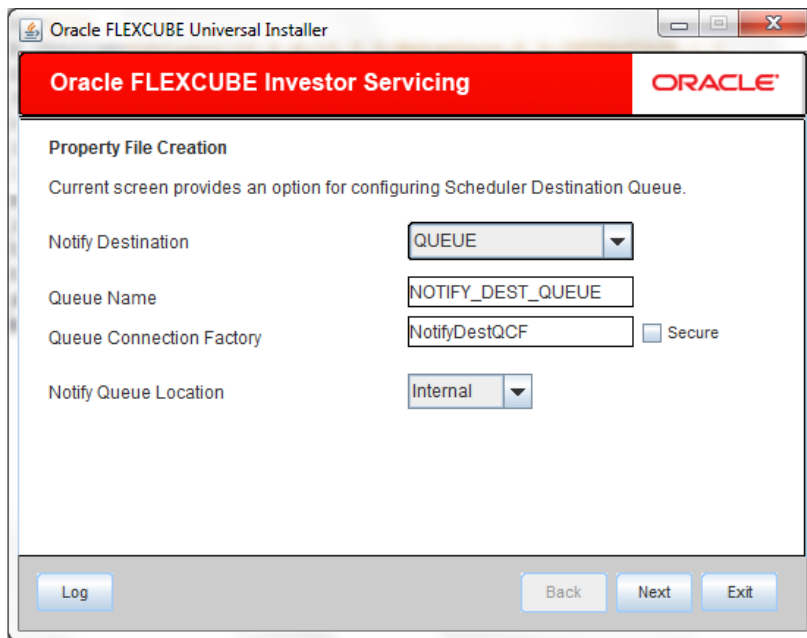 Oracle FLEXCUBE Universal Installer
Oracle FLEXCUBE Investor Servicing
ORACLE
Property File Creation
Current screen provides an option for configuring Scheduler Destination Queue.
Notify Destination QUEUE
Queue Name NOTIFY_DEST_QUEUE
Queue Connection Factory NotifyDestQCF Secure
Notify Queue Location Internal
Log Back Next Exit